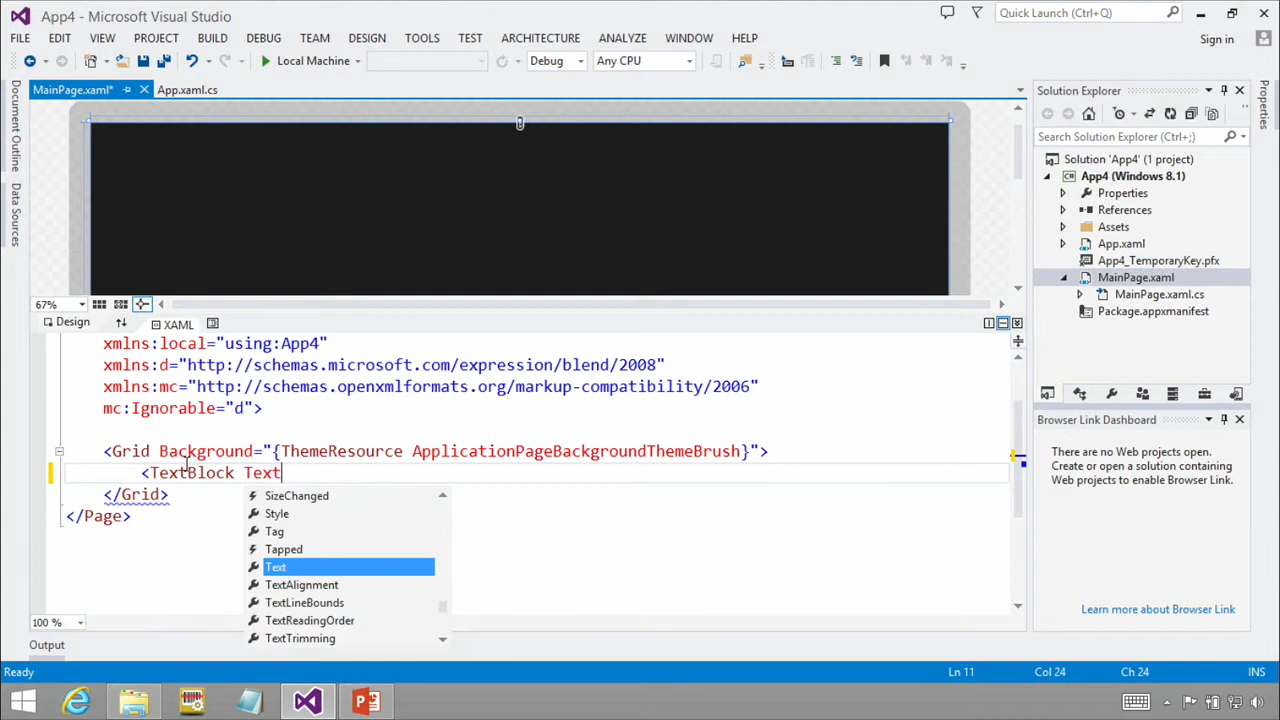 App4 - Microsoft Visual Studio
Quick Launch (Ctrl+Q)
FILE EDIT VIEW PROJECT BUILD DEBUG TEAM DESIGN TOOLS TEST ARCHITECTURE ANALYZE WINDOW HELP
Sign in
Local Machine
Debug
Any CPU
MainPage.xaml*
App.xaml.cs
Document Outline
Data Sources
67%
Design
XAML
xmlns:local="using:App4"
xmlns:d="http://schemas.microsoft.com/expression/blend/2008"
xmlns:mc="http://schemas.openxmlformats.org/markup-compatibility/2006"
mc:Ignorable="d">
<Grid Background="{ThemeResource ApplicationPageBackgroundThemeBrush}">
<TextBlock Text
</Grid>
</Page>
SizeChanged
Style
Tag
Tapped
Text
TextAlignment
TextLineBounds
TextReadingOrder
TextTrimming
100 %
Output
Solution Explorer
Search Solution Explorer (Ctrl+;)
Solution 'App4' (1 project)
App4 (Windows 8.1)
Properties
References
Assets
App.xaml
App4_TemporaryKey.pfx
MainPage.xaml
MainPage.xaml.cs
Package.appxmanifest
Properties
Browser Link Dashboard
There are no Web projects open.
Create or open a solution containing
Web projects to enable Browser Link.
Learn more about Browser Link
Ready
Ln 11
Col 24
Ch 24
INS